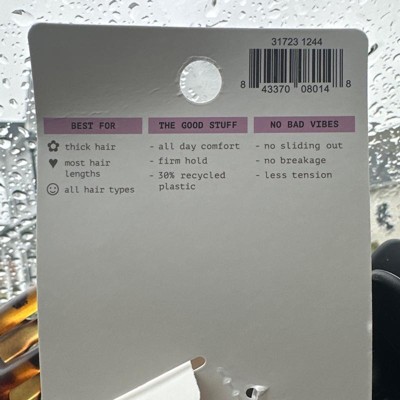 31723 1244
8 43370 08014 8
BEST FOR
thick hair
most hair
lengths
all hair types
THE GOOD STUFF
- all day comfort
- firm hold
- 30% recycled
plastic
NO BAD VIBES
- no sliding out
- no breakage
- less tension